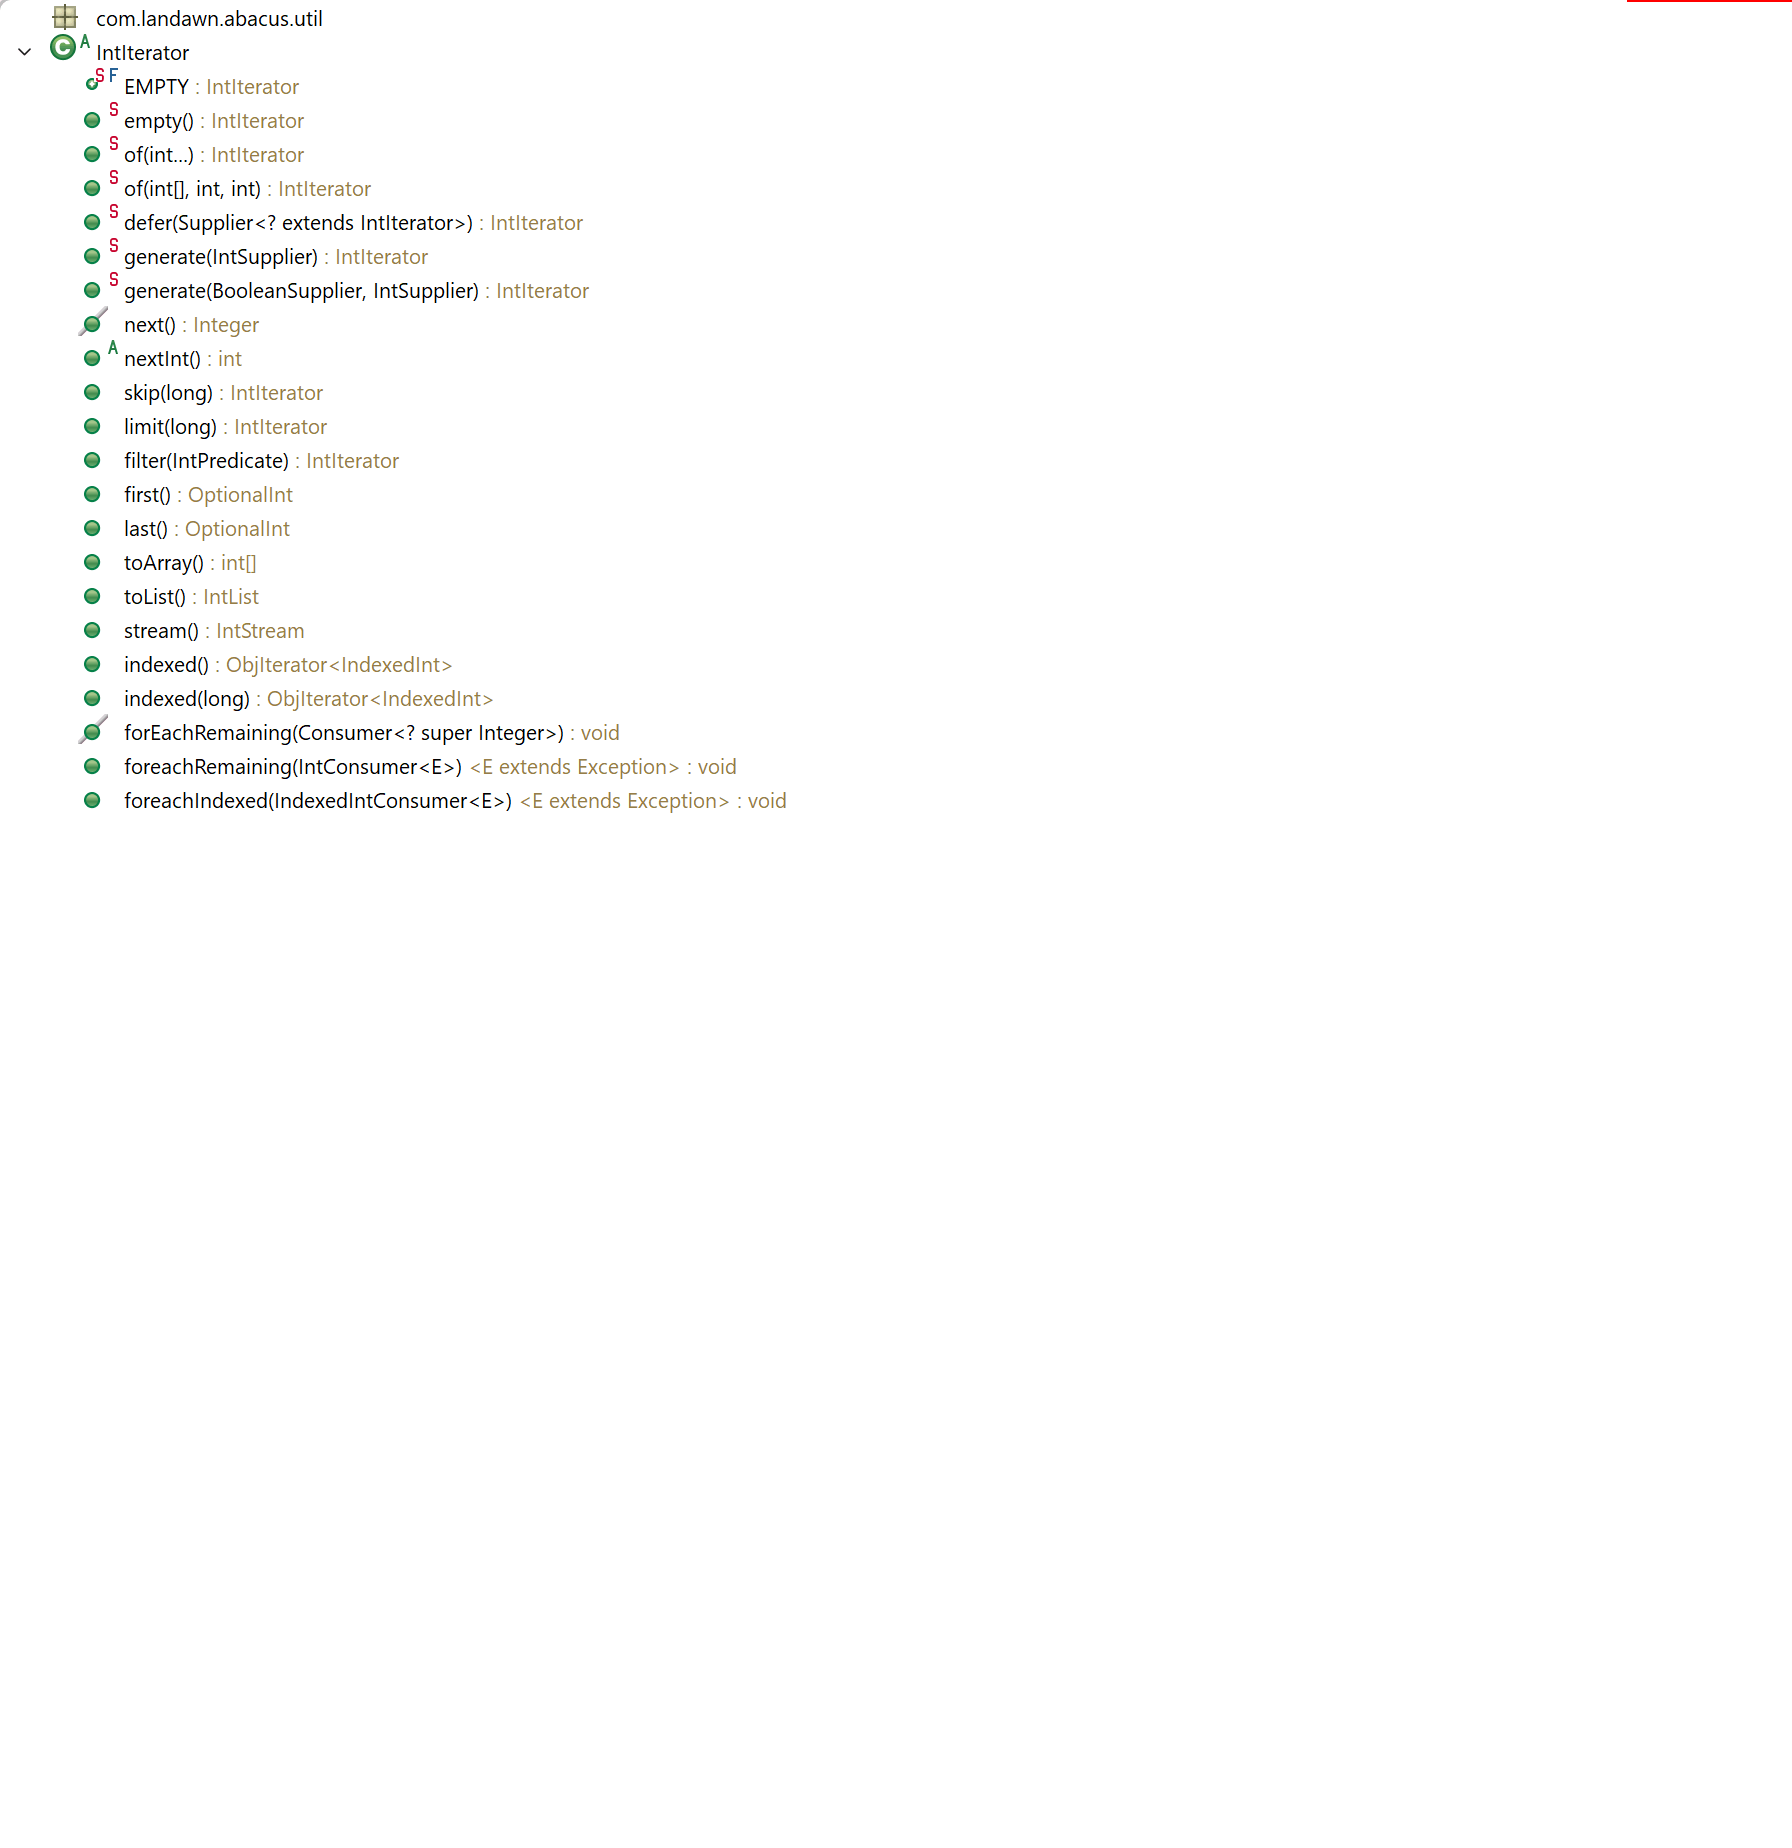 com.landawn.abacus.util
C A IntIterator
S F EMPTY : IntIterator
S empty() : IntIterator
S of(int...) : IntIterator
S of(int[], int, int) : IntIterator
S defer(Supplier<? extends IntIterator>) : IntIterator
S generate(IntSupplier) : IntIterator
S generate(BooleanSupplier, IntSupplier) : IntIterator
next() : Integer
A nextInt() : int
skip(long) : IntIterator
limit(long) : IntIterator
filter(IntPredicate) : IntIterator
first() : OptionalInt
last() : OptionalInt
toArray() : int[]
toList() : IntList
stream() : IntStream
indexed() : ObjIterator<IndexedInt>
indexed(long) : ObjIterator<IndexedInt>
forEachRemaining(Consumer<? super Integer>) : void
foreachRemaining(IntConsumer<E>) <E extends Exception> : void
foreachIndexed(IndexedIntConsumer<E>) <E extends Exception> : void